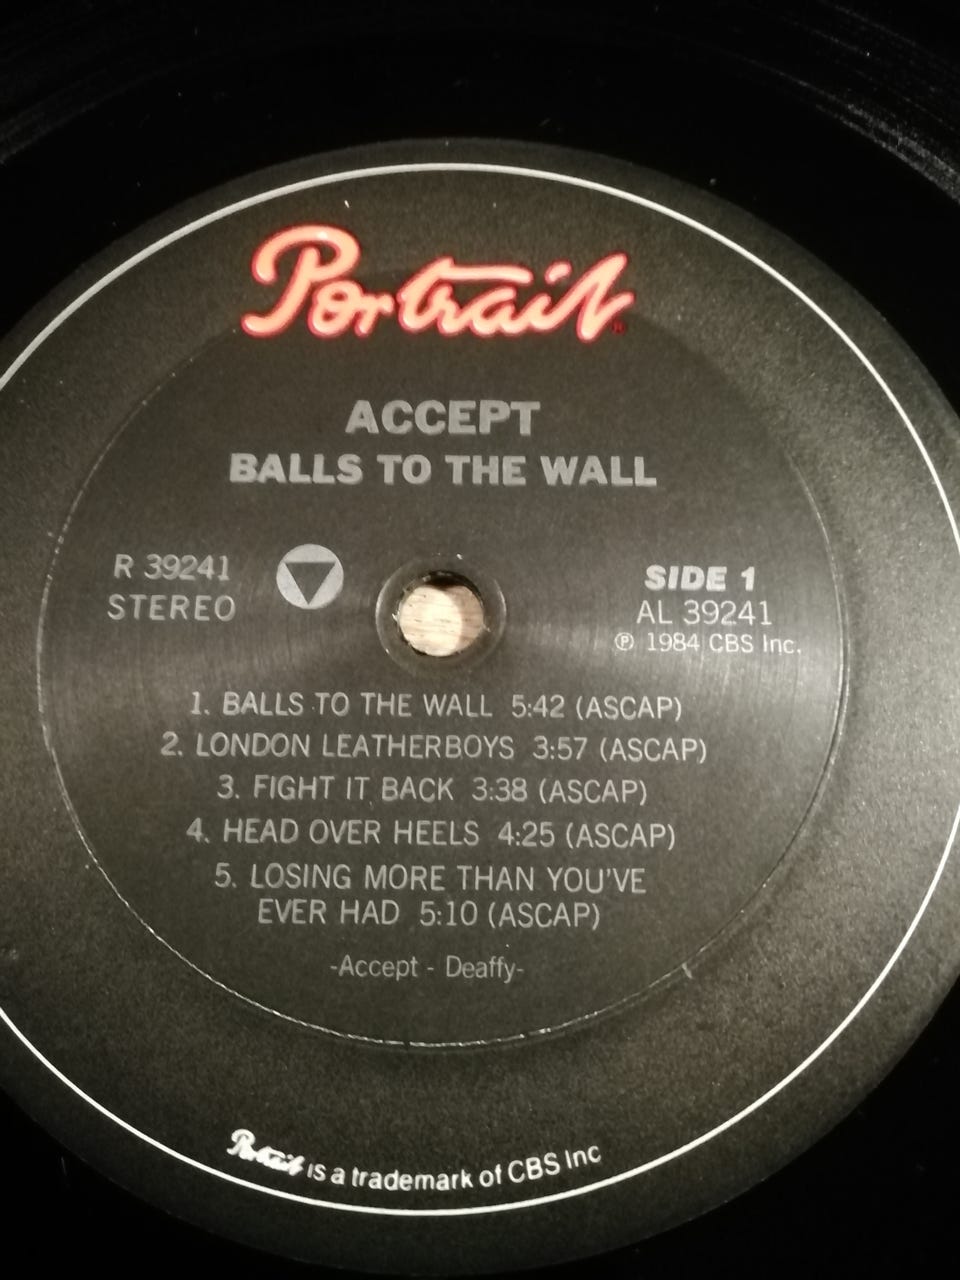 Portrait®
ACCEPT
BALLS TO THE WALL
R 39241
STEREO
SIDE 1
AL 39241
℗ 1984 CBS Inc.
1. BALLS TO THE WALL 5:42 (ASCAP)
2. LONDON LEATHERBOYS 3:57 (ASCAP)
3. FIGHT IT BACK 3:38 (ASCAP)
4. HEAD OVER HEELS 4:25 (ASCAP)
5. LOSING MORE THAN YOU'VE
EVER HAD 5:10 (ASCAP)
-Accept - Deaffy-
Portrait is a trademark of CBS Inc